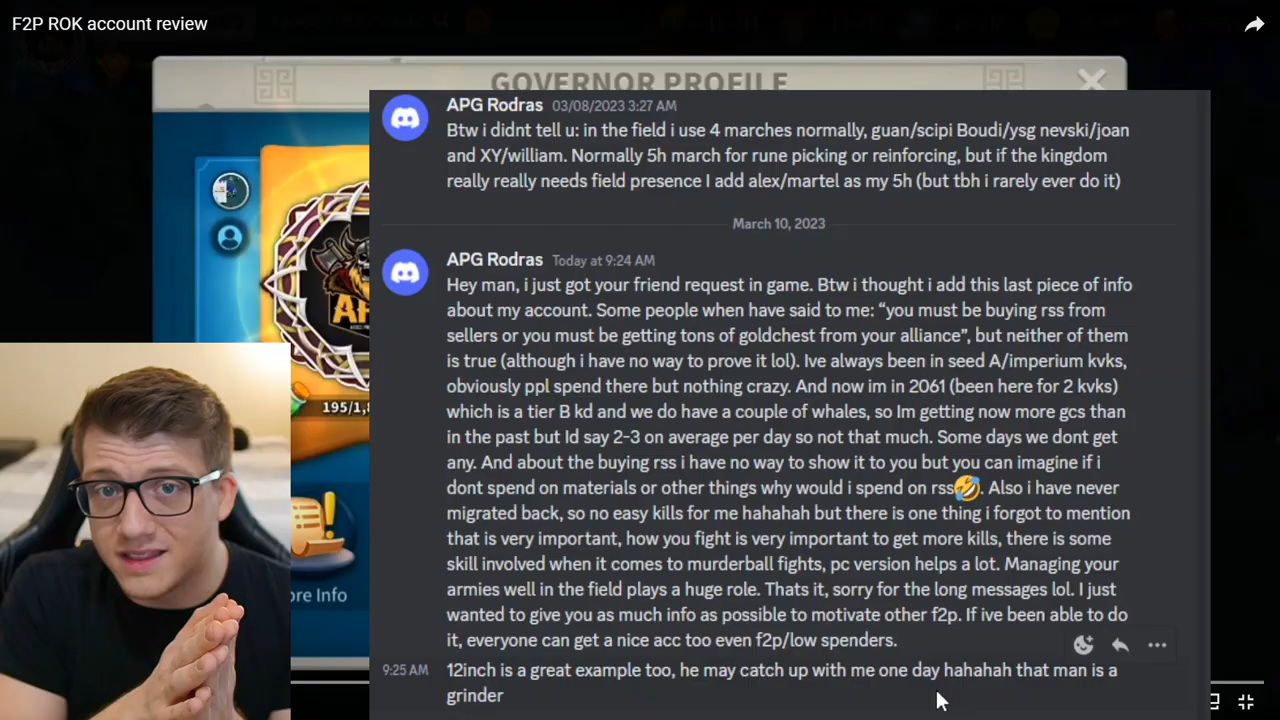 F2P ROK account review
GOVERNOR PROFILE
APG Rodras 03/08/2023 3:27 AM
Btw i didnt tell u: in the field i use 4 marches normally, guan/scipi Boudi/ysg nevski/joan
and XY/william. Normally 5h march for rune picking or reinforcing, but if the kingdom
really really needs field presence I add alex/martel as my 5h (but tbh i rarely ever do it)
March 10, 2023
APG Rodras Today at 9:24 AM
Hey man, i just got your friend request in game. Btw i thought i add this last piece of info
about my account. Some people when have said to me: “you must be buying rss from
sellers or you must be getting tons of goldchest from your alliance”, but neither of them
is true (although i have no way to prove it lol). Ive always been in seed A/imperium kvks,
obviously ppl spend there but nothing crazy. And now im in 2061 (been here for 2 kvks)
which is a tier B kd and we do have a couple of whales, so Im getting now more gcs than
in the past but Id say 2-3 on average per day so not that much. Some days we dont get
any. And about the buying rss i have no way to show it to you but you can imagine if i
dont spend on materials or other things why would i spend on rss🤣. Also i have never
migrated back, so no easy kills for me hahahah but there is one thing i forgot to mention
that is very important, how you fight is very important to get more kills, there is some
skill involved when it comes to murderball fights, pc version helps a lot. Managing your
armies well in the field plays a huge role. Thats it, sorry for the long messages lol. I just
wanted to give you as much info as possible to motivate other f2p. If ive been able to do
it, everyone can get a nice acc too even f2p/low spenders.
9:25 AM 12inch is a great example too, he may catch up with me one day hahahah that man is a
grinder
195/1,8
ore Info